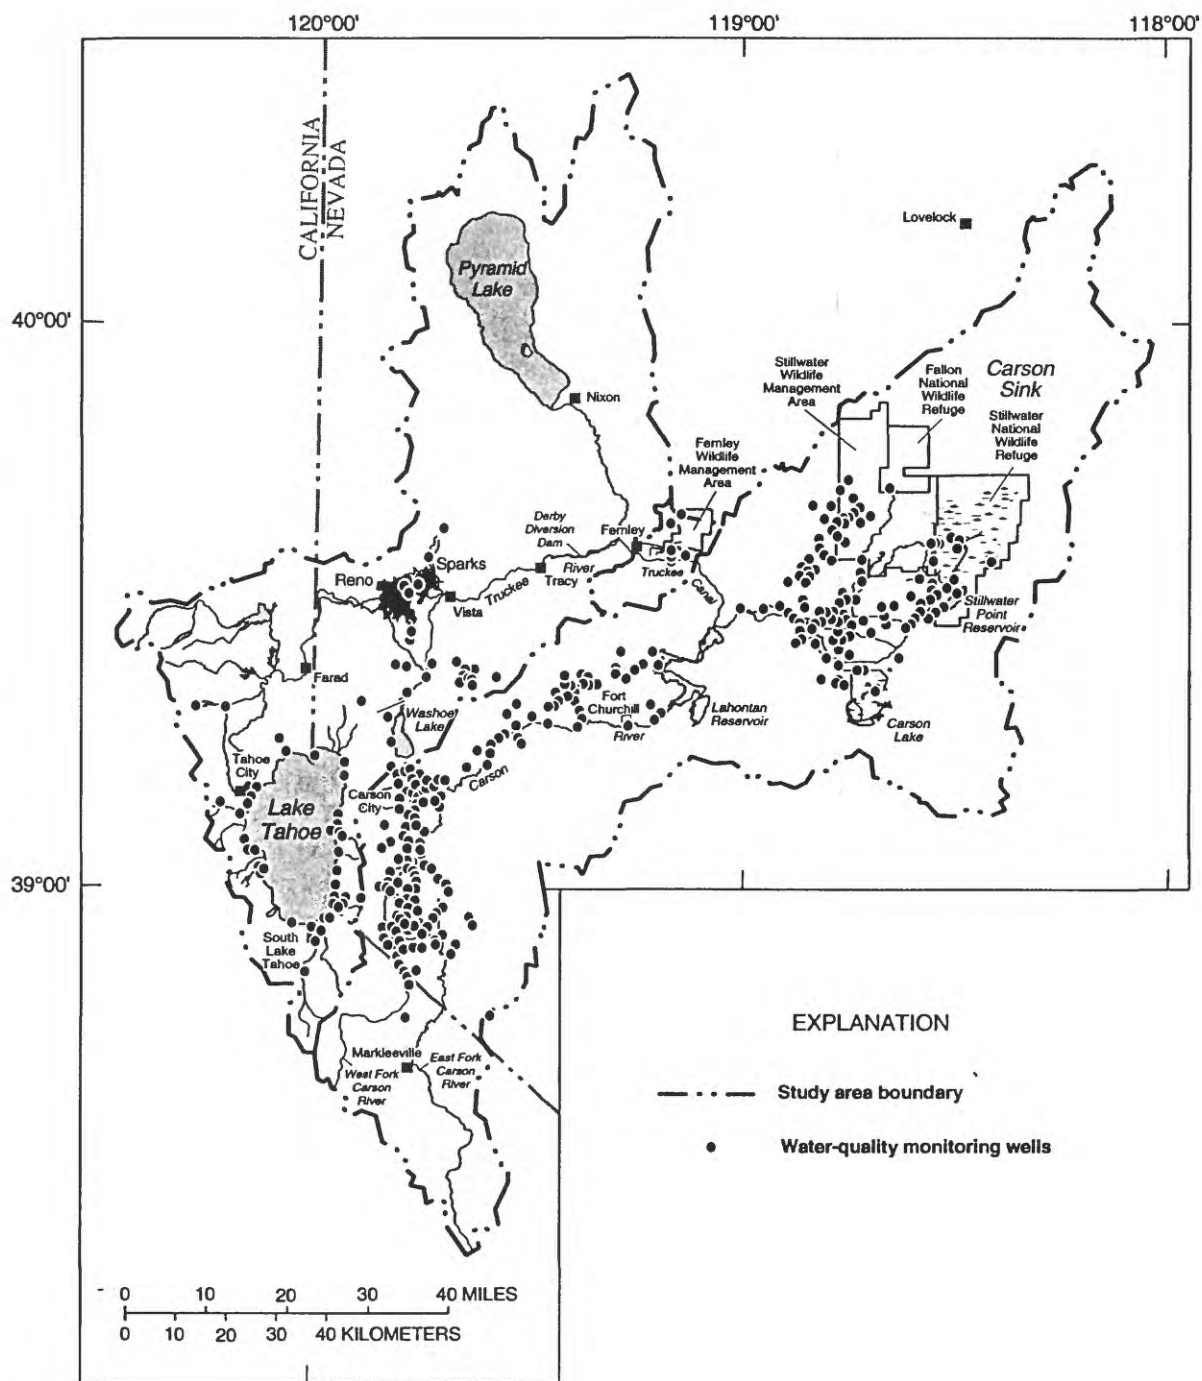 120°00'
119°00'
118°00'
CALIFORNIA
NEVADA
Lovelock
Pyramid
Lake
40°00'
Nixon
Stillwater
Wildlife
Management
Area
Fallon
National
Wildlife
Refuge
Carson
Sink
Stillwater
National
Wildlife
Refuge
Fernley
Wildlife
Management
Area
Derby
Diversion
Dam
Fernley
Reno
Sparks
River
Tracy
Truckee
Canal
Truckee
Vista
Stillwater
Point
Reservoir
Farad
Washoe
Lake
Fort
Churchill
River
Lahontan
Reservoir
Carson
Lake
Tahoe
City
Carson
City
Carson
Lake
Tahoe
39°00'
South
Lake
Tahoe
Markleeville
West Fork
Carson
River
East Fork
Carson
River
EXPLANATION
Study area boundary
Water-quality monitoring wells
0 10 20 30 40 MILES
0 10 20 30 40 KILOMETERS